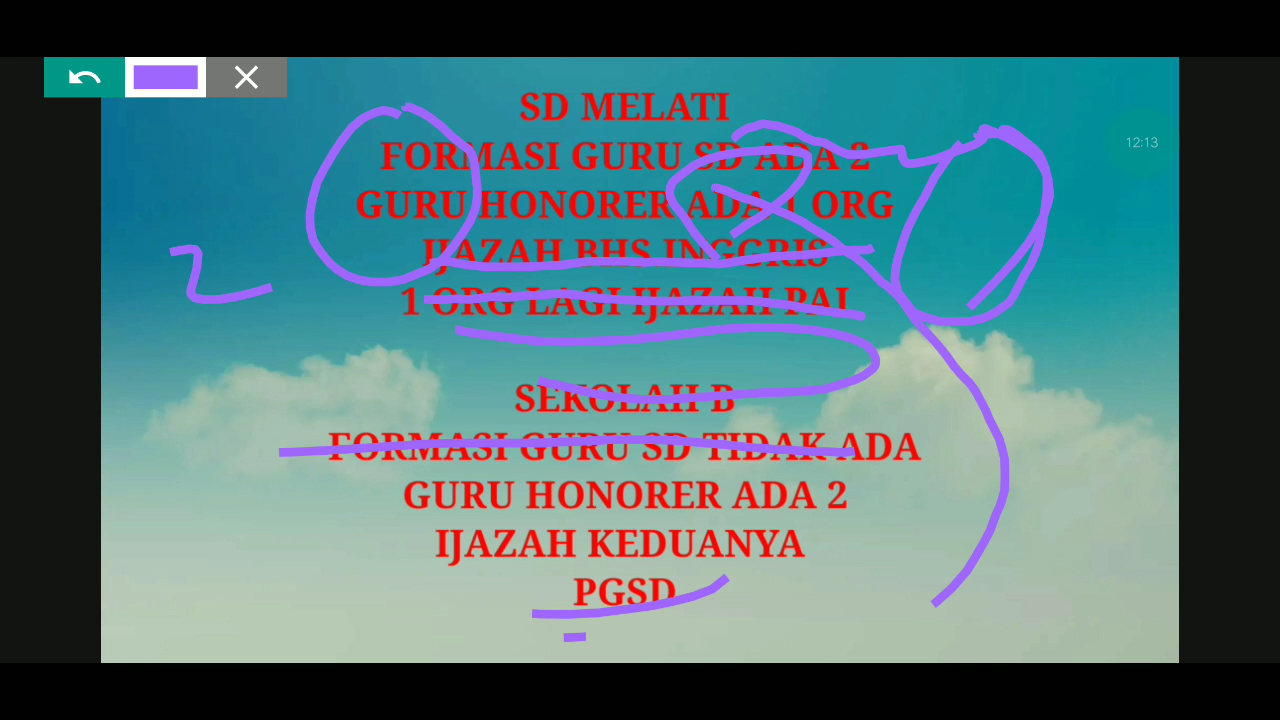 SD MELATI
FORMASI GURU SD ADA 2
12:13
GURU HONORER ADA 1 ORG
IJAZAH BHS INGGRIS
2
1 ORG LAGI IJAZAH PAI
SEKOLAH B
FORMASI GURU SD TIDAK ADA
GURU HONORER ADA 2
IJAZAH KEDUANYA
PGSD